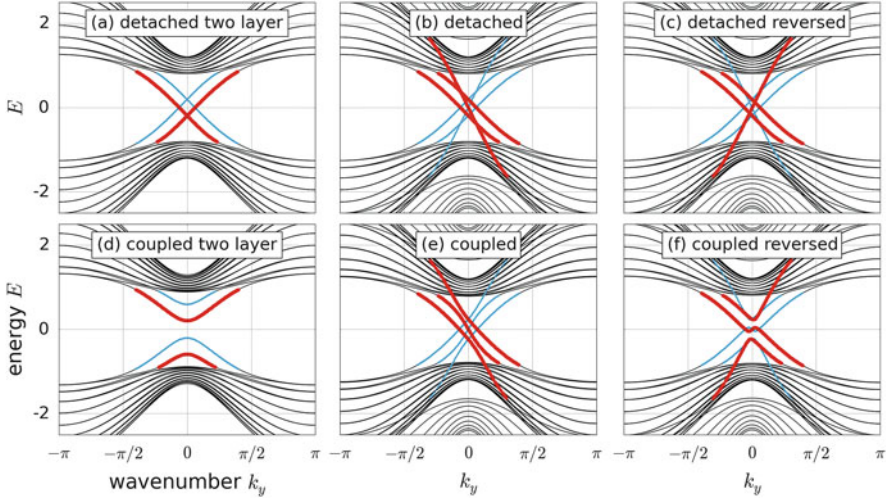 (a) detached two layer
(b) detached
(c) detached reversed
2
0
-2
E
(d) coupled two layer
(e) coupled
(f) coupled reversed
2
0
-2
energy E
−π
−π/2
0
π/2
π
−π/2
0
π/2
−π
−π/2
0
π/2
π
wavenumber k_y
k_y
k_y